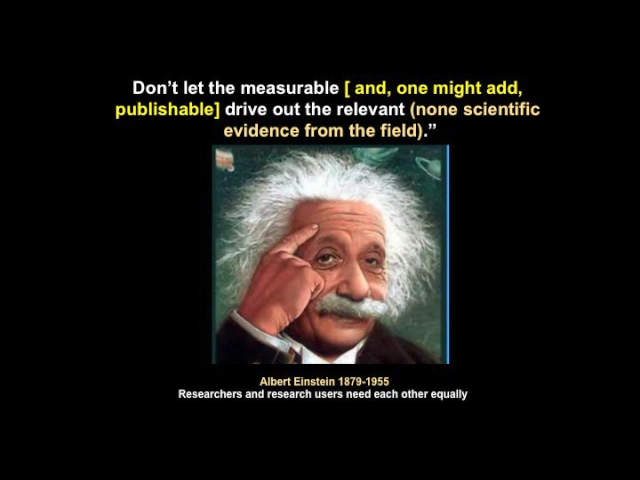 Don’t let the measurable [ and, one might add,
publishable] drive out the relevant (none scientific
evidence from the field).”
Albert Einstein 1879-1955
Researchers and research users need each other equally